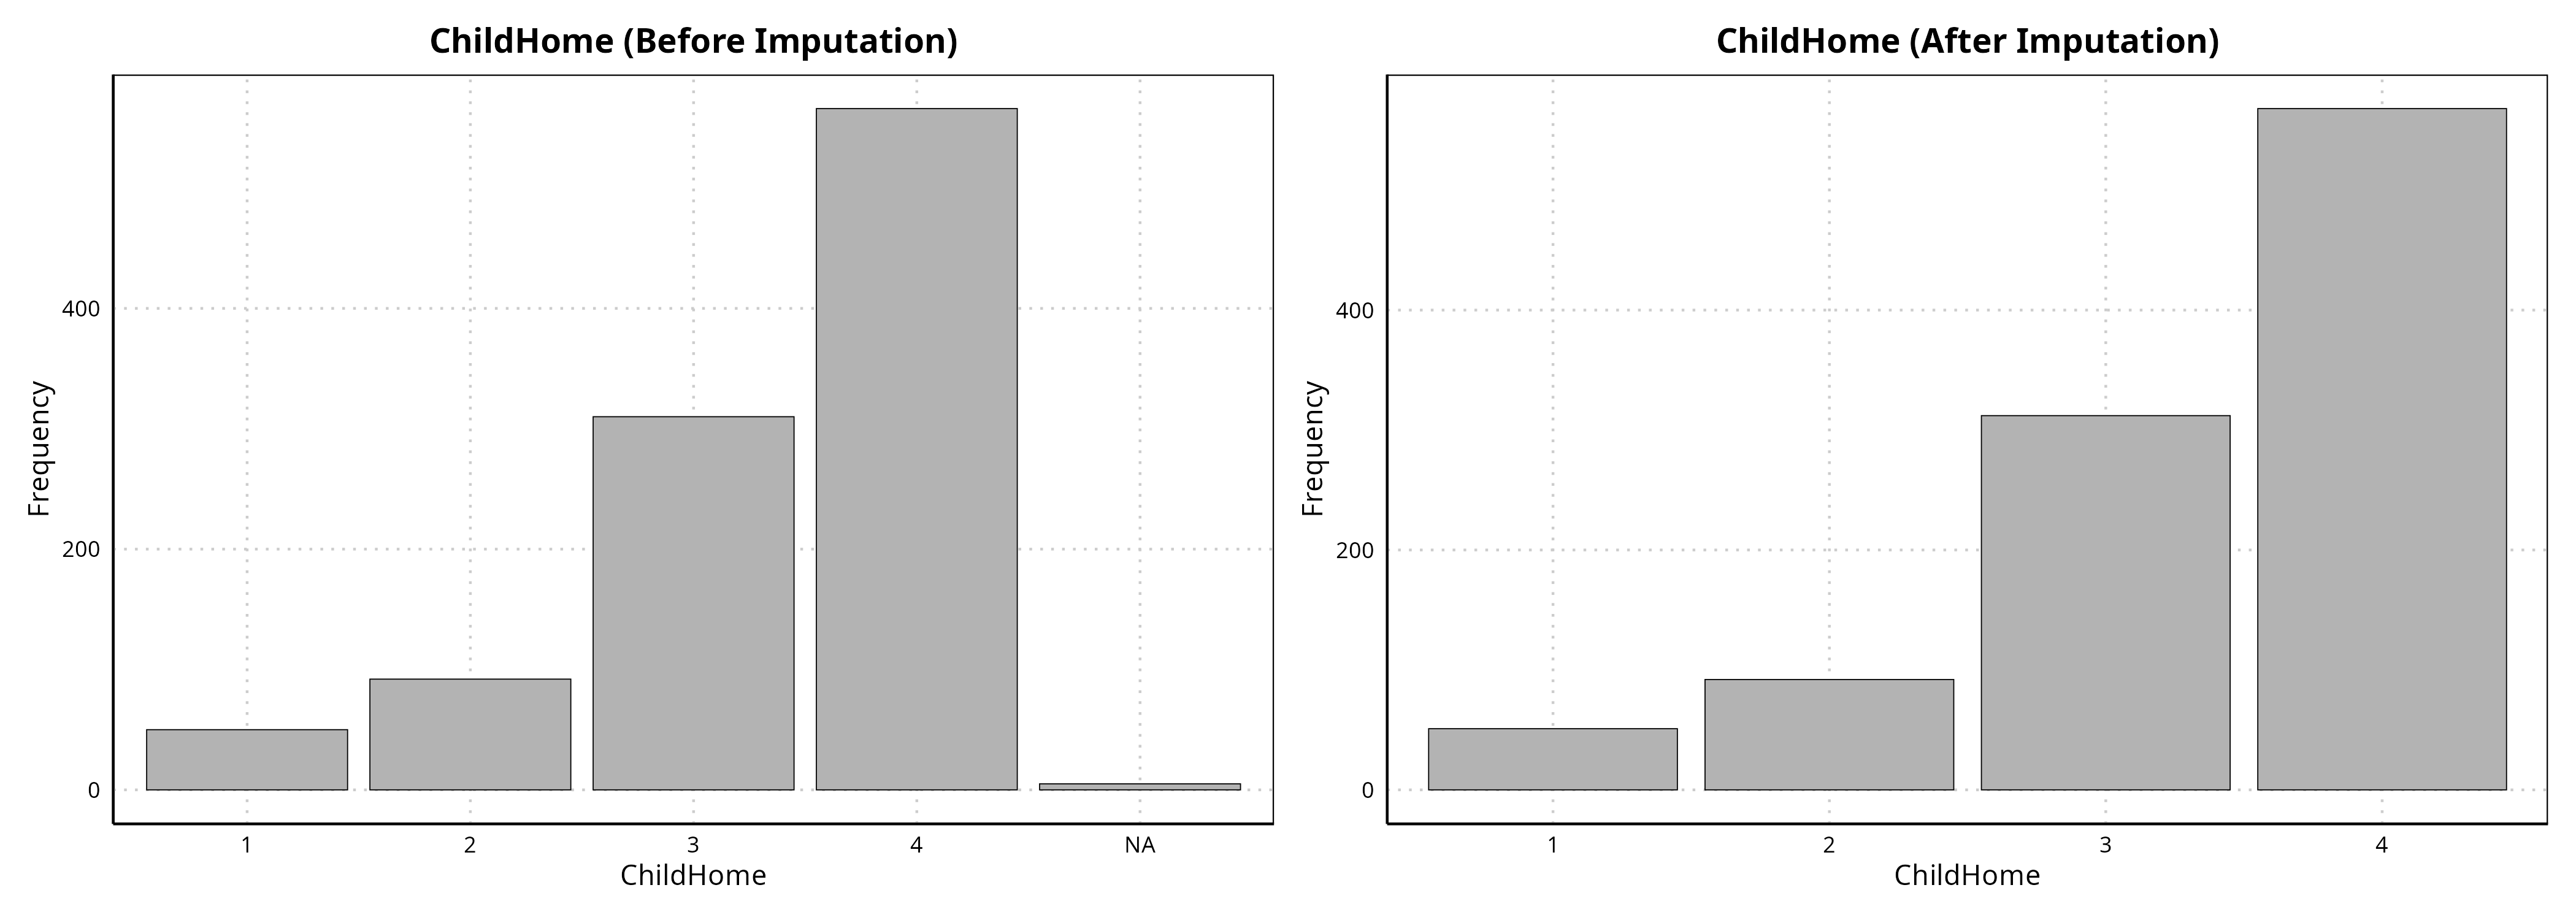 ChildHome (Before Imputation)
Frequency
400
200
0
1 2 3 4 NA
ChildHome
ChildHome (After Imputation)
Frequency
400
200
0
1 2 3 4
ChildHome